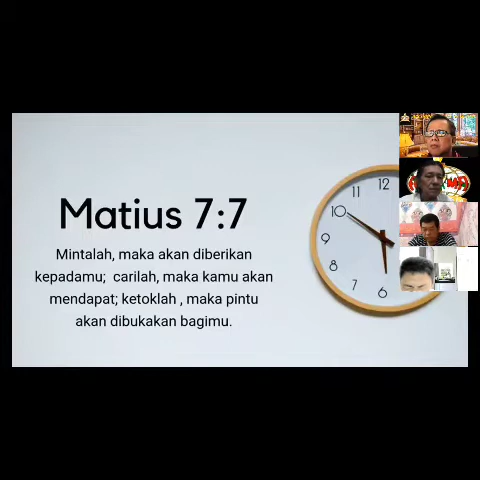 Matius 7:7
Mintalah, maka akan diberikan
kepadamu; carilah, maka kamu akan
mendapat; ketoklah , maka pintu
akan dibukakan bagimu.
11
12
10
9
8
7
6